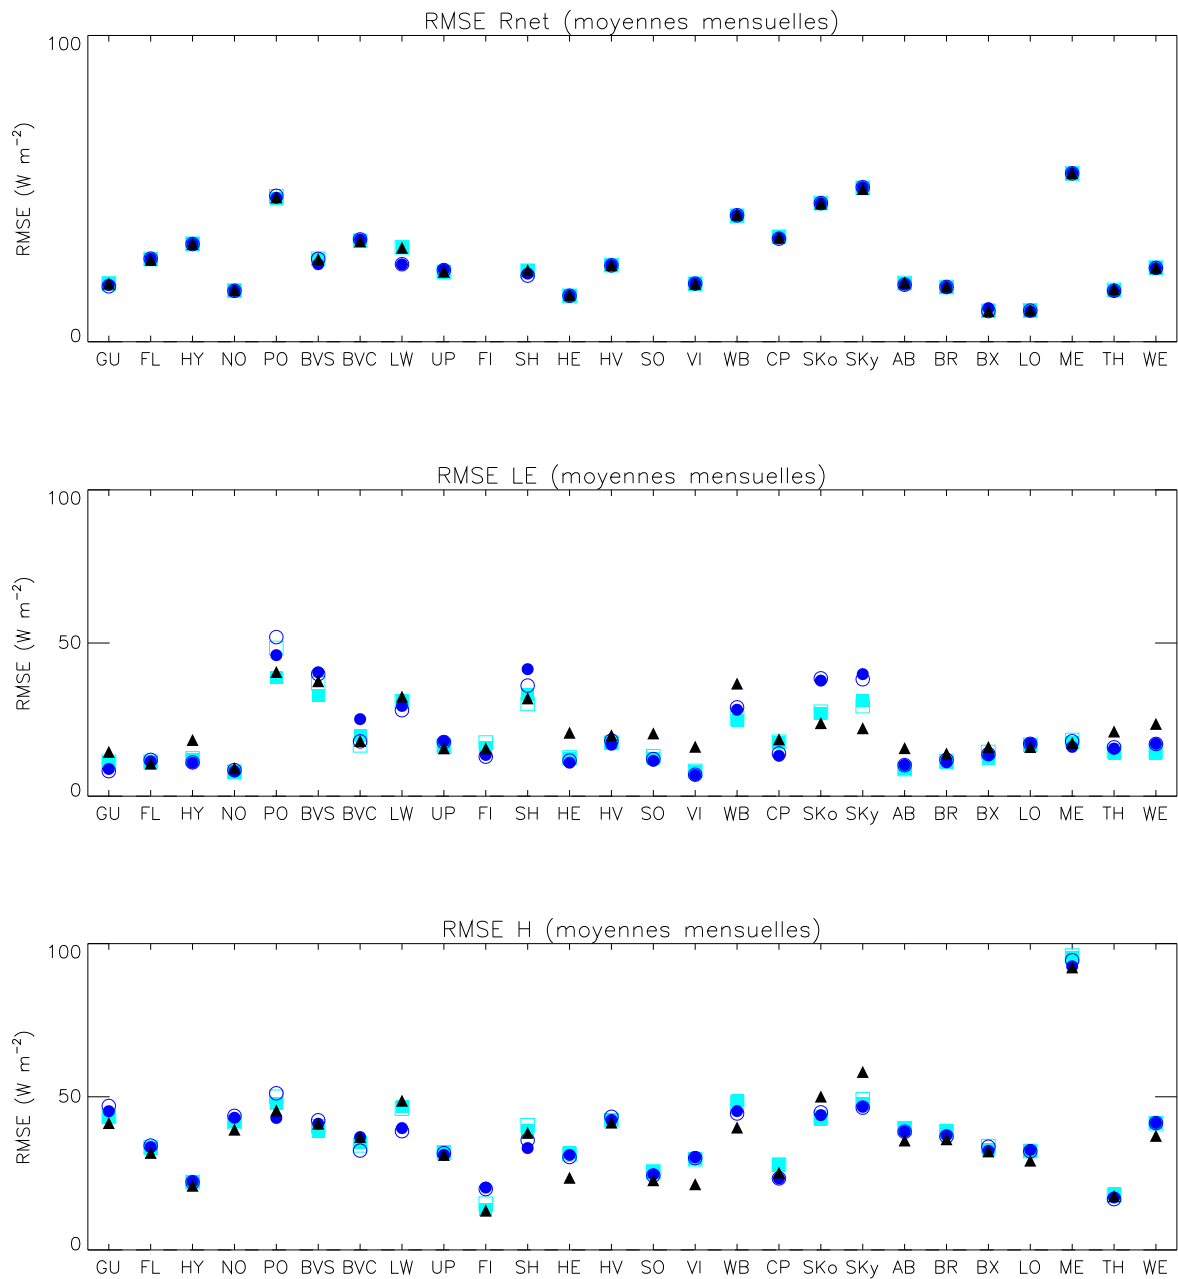 RMSE Rnet (moyennes mensuelles)
100
RMSE (W m⁻²)
0
GU FL HY NO PO BVS BVC LW UP FI SH HE HV SO VI WB CP SKo SKy AB BR BX LO ME TH WE
RMSE LE (moyennes mensuelles)
100
RMSE (W m⁻²)
50
0
GU FL HY NO PO BVS BVC LW UP FI SH HE HV SO VI WB CP SKo SKy AB BR BX LO ME TH WE
RMSE H (moyennes mensuelles)
100
RMSE (W m⁻²)
50
0
GU FL HY NO PO BVS BVC LW UP FI SH HE HV SO VI WB CP SKo SKy AB BR BX LO ME TH WE